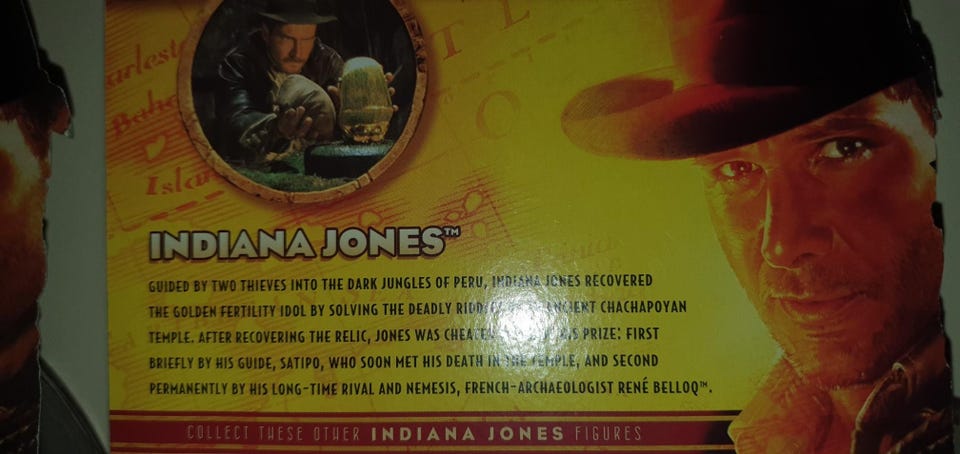 Islan
INDIANA JONES™
GUIDED BY TWO THIEVES INTO THE DARK JUNGLES OF PERU, INDIANA JONES RECOVERED
THE GOLDEN FERTILITY IDOL BY SOLVING THE DEADLY ANCIENT CHACHAPOYAN
TEMPLE. AFTER RECOVERING THE RELIC, JONES WAS PRIZE: FIRST
BRIEFLY BY HIS GUIDE, SATIPO, WHO SOON MET HIS DEATH IN THE TEMPLE, AND SECOND
PERMANENTLY BY HIS LONG-TIME RIVAL AND NEMESIS, FRENCH-ARCHAEOLOGIST RENÉ BELLOQ™.
COLLECT THESE OTHER INDIANA JONES FIGURES